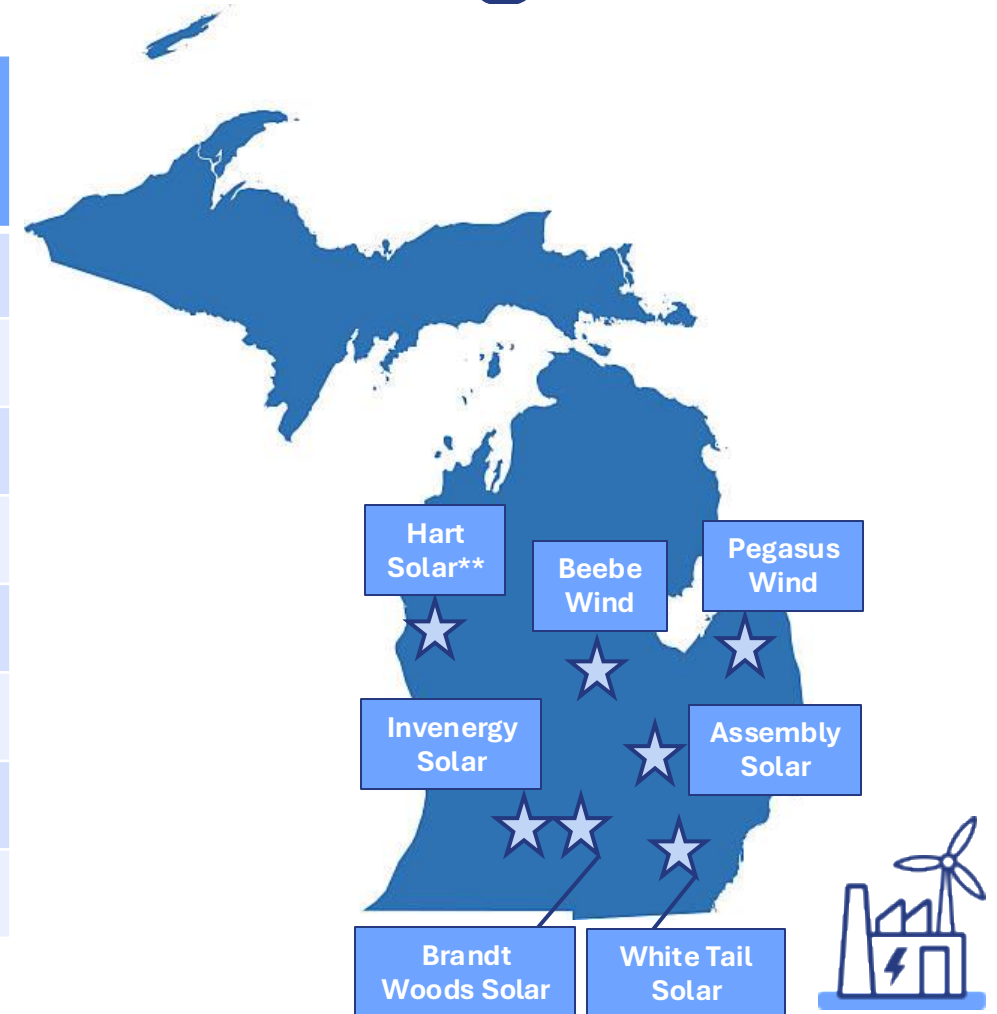 Hart
Solar**
Beebe
Wind
Pegasus
Wind
Invenergy
Solar
Assembly
Solar
Brandt
Woods Solar
White Tail
Solar